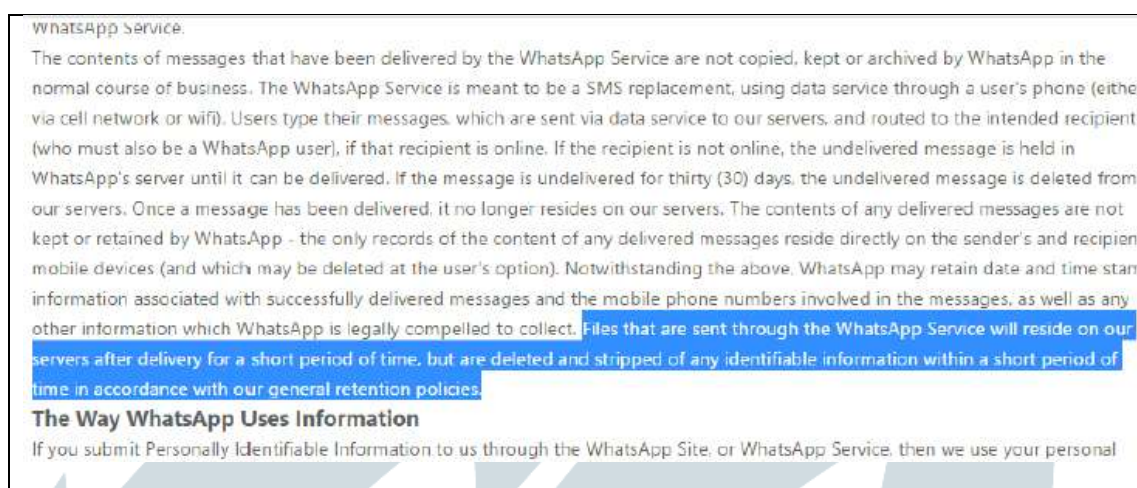 WhatsApp Service.
The contents of messages that have been delivered by the WhatsApp Service are not copied, kept or archived by WhatsApp in the
normal course of business. The WhatsApp Service is meant to be a SMS replacement, using data service through a user's phone (eithe
via cell network or wifi). Users type their messages, which are sent via data service to our servers, and routed to the intended recipient
(who must also be a WhatsApp user), if that recipient is online. If the recipient is not online, the undelivered message is held in
WhatsApp's server until it can be delivered. If the message is undelivered for thirty (30) days, the undelivered message is deleted from
our servers. Once a message has been delivered, it no longer resides on our servers. The contents of any delivered messages are not
kept or retained by WhatsApp - the only records of the content of any delivered messages reside directly on the sender's and recipien
mobile devices (and which may be deleted at the user's option). Notwithstanding the above, WhatsApp may retain date and time stam
information associated with successfully delivered messages and the mobile phone numbers involved in the messages, as well as any
other information which WhatsApp is legally compelled to collect. Files that are sent through the WhatsApp Service will reside on our
servers after delivery for a short period of time, but are deleted and stripped of any identifiable information within a short period of
time in accordance with our general retention policies.
The Way WhatsApp Uses Information
If you submit Personally Identifiable Information to us through the WhatsApp Site, or WhatsApp Service, then we use your personal